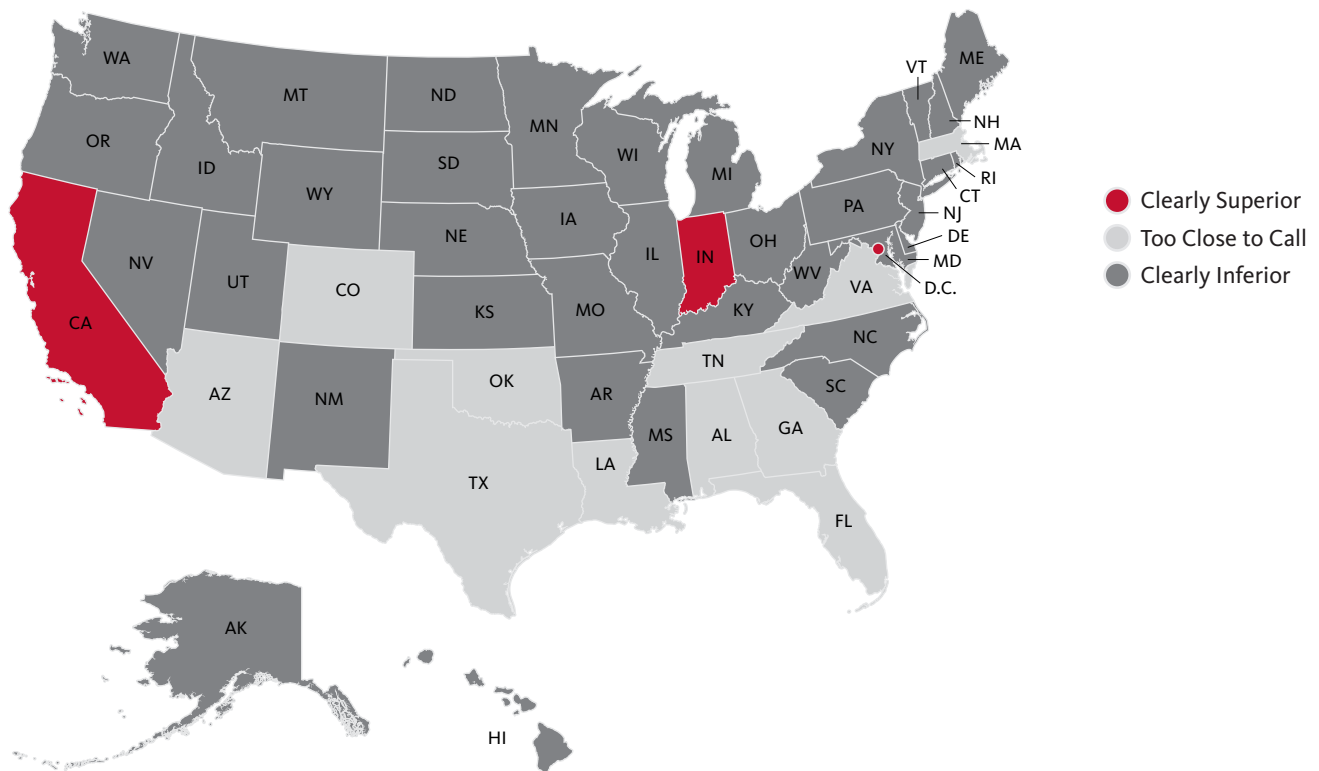 WA
MT
ND
MN
VT
ME
OR
ID
SD
WI
NY
NH
MA
WY
MI
RI
CT
IA
PA
NJ
NE
IL
IN
OH
DE
MD
NV
UT
CO
WV
VA
D.C.
CA
KS
MO
KY
NC
TN
AZ
NM
OK
AR
SC
MS
AL
GA
TX
LA
FL
AK
HI
Clearly Superior
Too Close to Call
Clearly Inferior